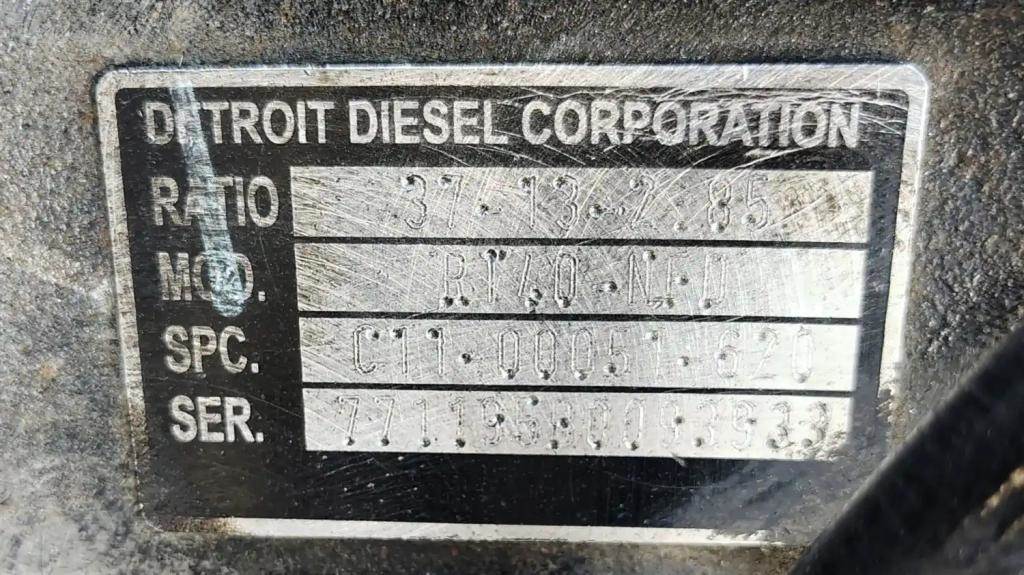 DETROIT DIESEL CORPORATION
RATIO 37-13-2.85
MOD. RT40-NFD
SPC. C11-00051-620
SER.